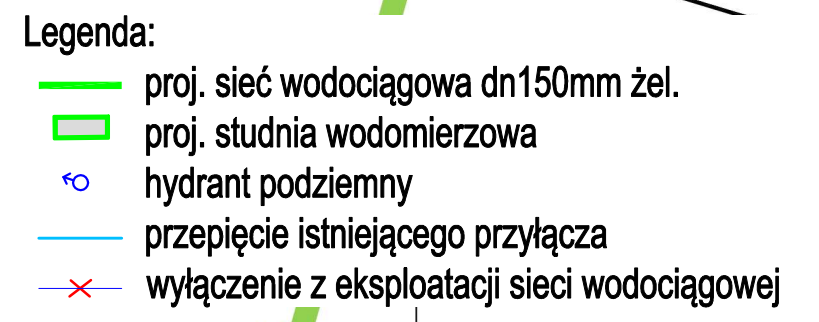 Legenda:
proj. sieć wodociągowa dn150mm żel.
proj. studnia wodomierzowa
hydrant podziemny
przepięcie istniejącego przyłącza
wyłączenie z eksploatacji sieci wodociągowej